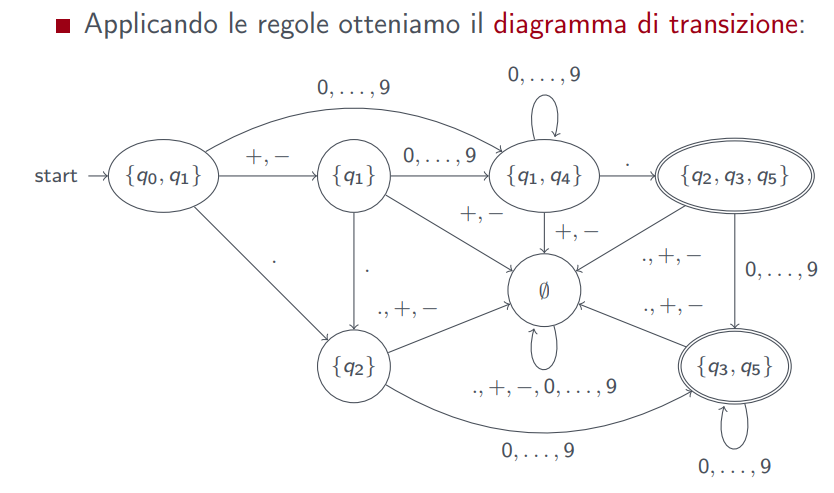 Applicando le regole otteniamo il diagramma di transizione:
0, . . . , 9
0, . . . , 9
start
{q0, q1}
+, −
{q1}
0, . . . , 9
{q1, q4}
.
{q2, q3, q5}
+, −
+, −
.
.
., +, −
0, . . . , 9
∅
., +, −
., +, −
{q2}
{q3, q5}
., +, −, 0, . . . , 9
0, . . . , 9
0, . . . , 9